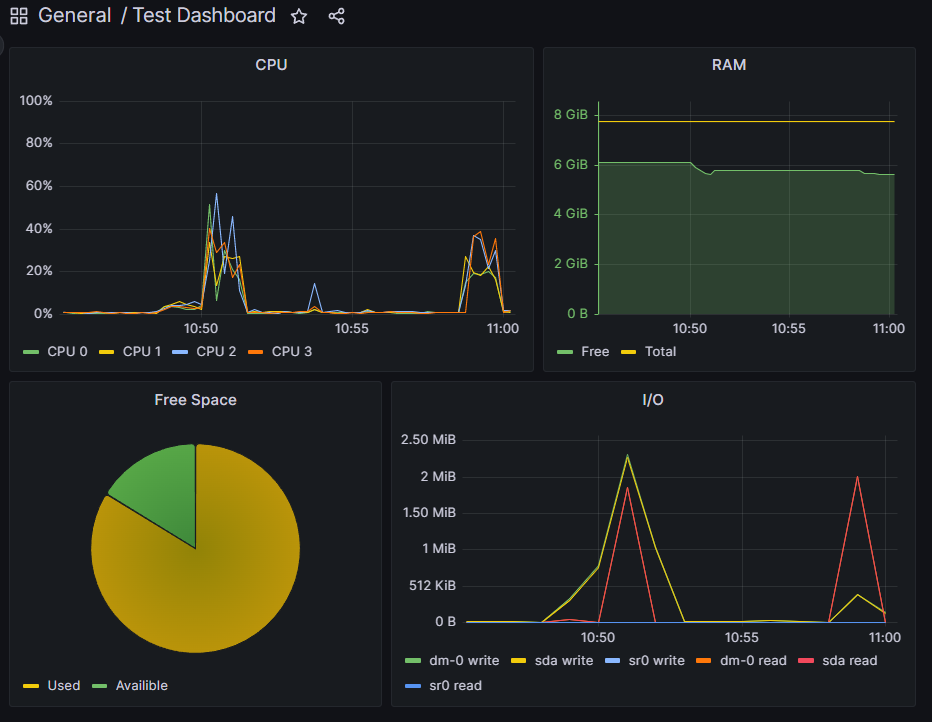 General / Test Dashboard
CPU
100%
80%
60%
40%
20%
0%
10:50 10:55 11:00
CPU 0 CPU 1 CPU 2 CPU 3
RAM
8 GiB
6 GiB
4 GiB
2 GiB
0 B
10:50 10:55 11:00
Free Total
Free Space
Used Availible
I/O
2.50 MiB
2 MiB
1.50 MiB
1 MiB
512 KiB
0 B
10:50 10:55 11:00
dm-0 write sda write sr0 write dm-0 read sda read
sr0 read